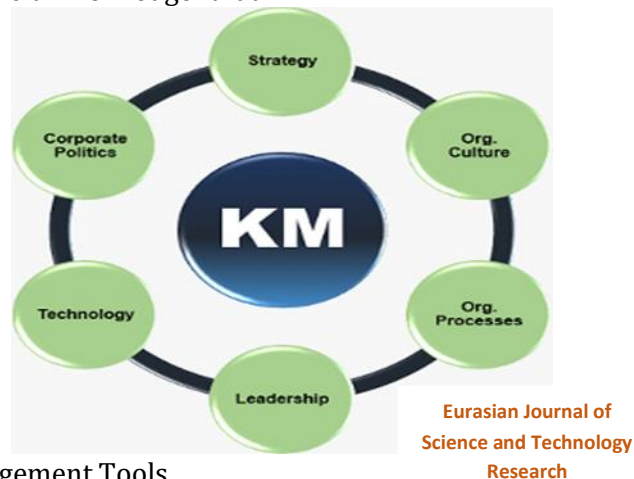 Strategy
Corporate
Politics
Org.
Culture
KM
Technology
Org.
Processes
Leadership
Eurasian Journal of
Science and Technology
Research
gement Tools